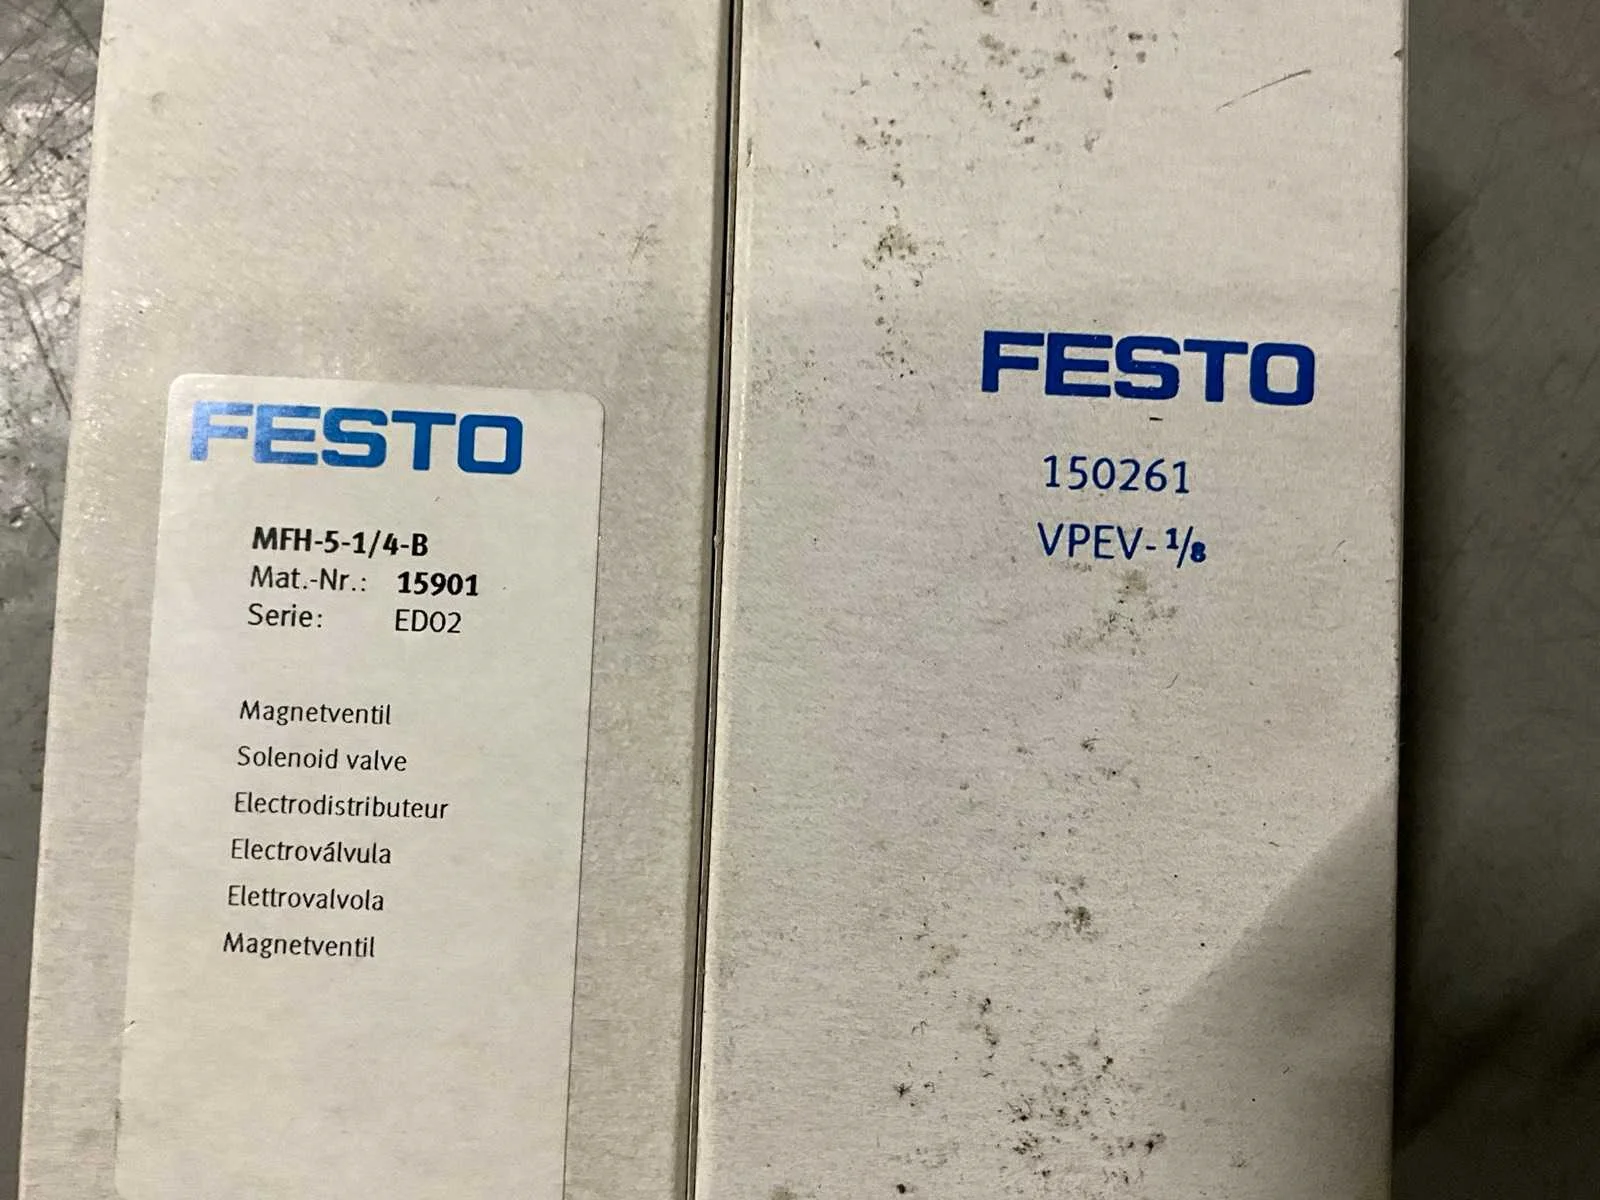 FESTO
MFH-5-1/4-B
Mat.-Nr.: 15901
Serie: ED02
Magnetventil
Solenoid valve
Electrodistributeur
Electroválvula
Elettrovalvola
Magnetventil
FESTO
150261
VPEV-1/8